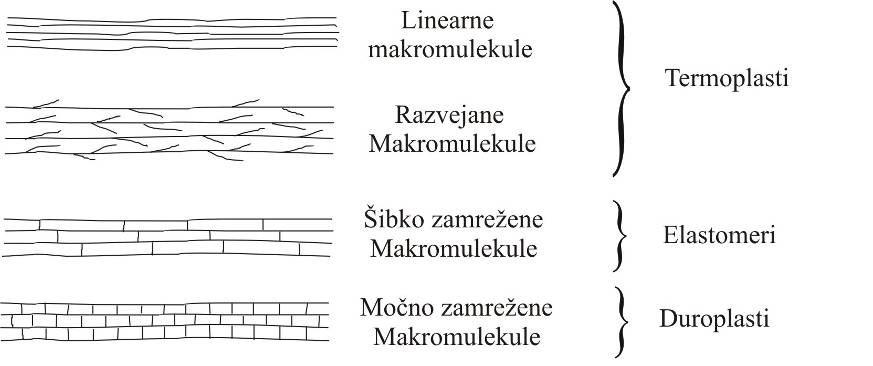 Linearne
makromulekule
Termoplasti
Razvejane
Makromulekule
Šibko zamrežene
Makromulekule
Elastomeri
Močno zamrežene
Makromulekule
Duroplasti